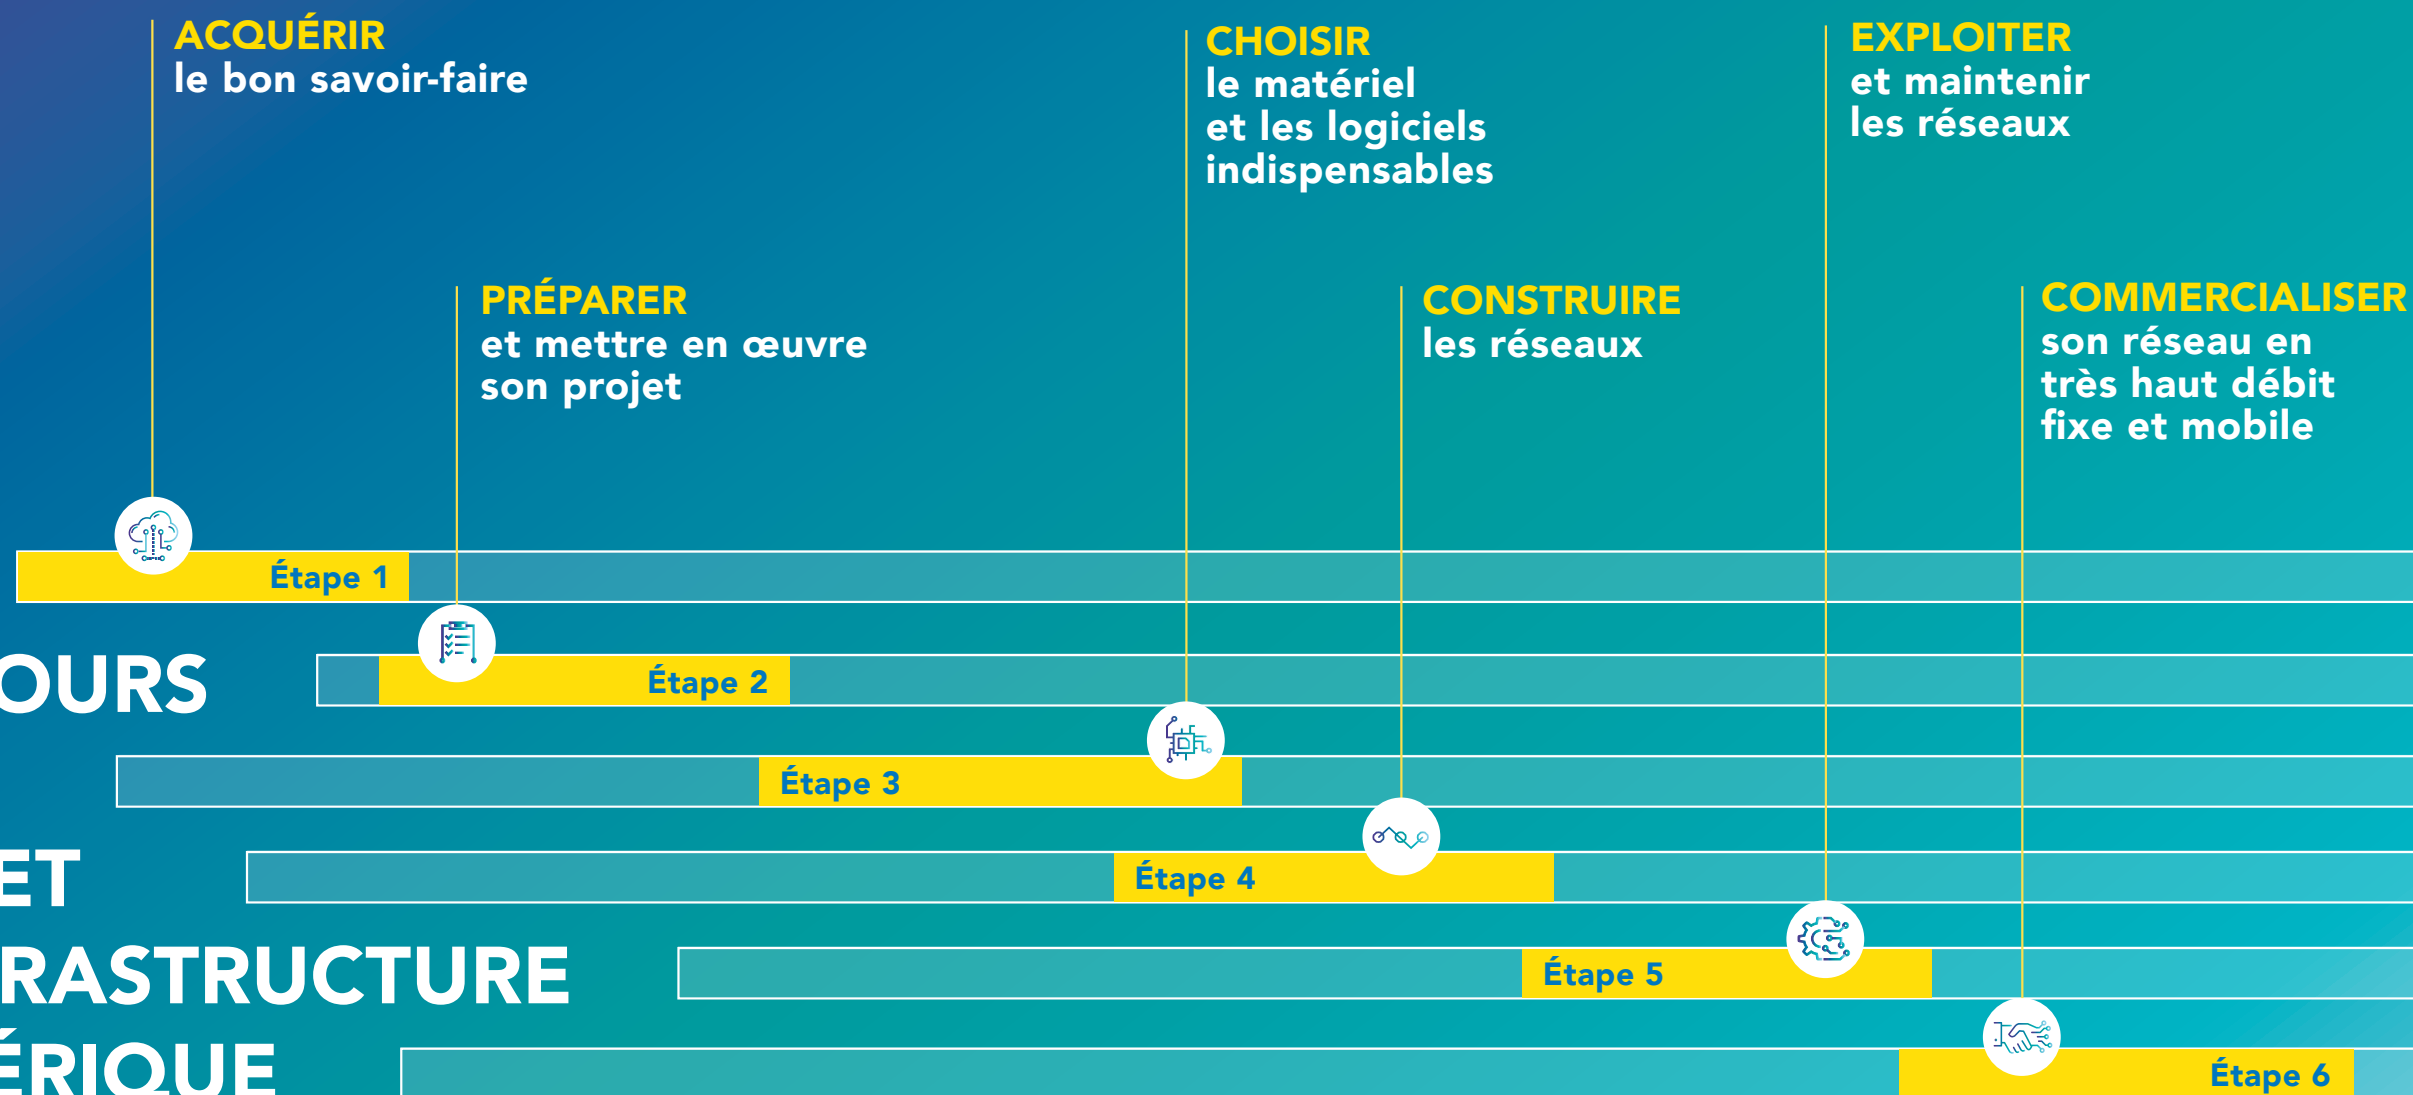 ACQUÉRIR
le bon savoir-faire
CHOISIR
le matériel
et les logiciels
indispensables
EXPLOITER
et maintenir
les réseaux
PRÉPARER
et mettre en œuvre
son projet
CONSTRUIRE
les réseaux
COMMERCIALISER
son réseau en
très haut débit
fixe et mobile
Étape 1
OURS
Étape 2
Étape 3
ET
Étape 4
RASTRUCTURE
Étape 5
ÉRIQUE
Étape 6